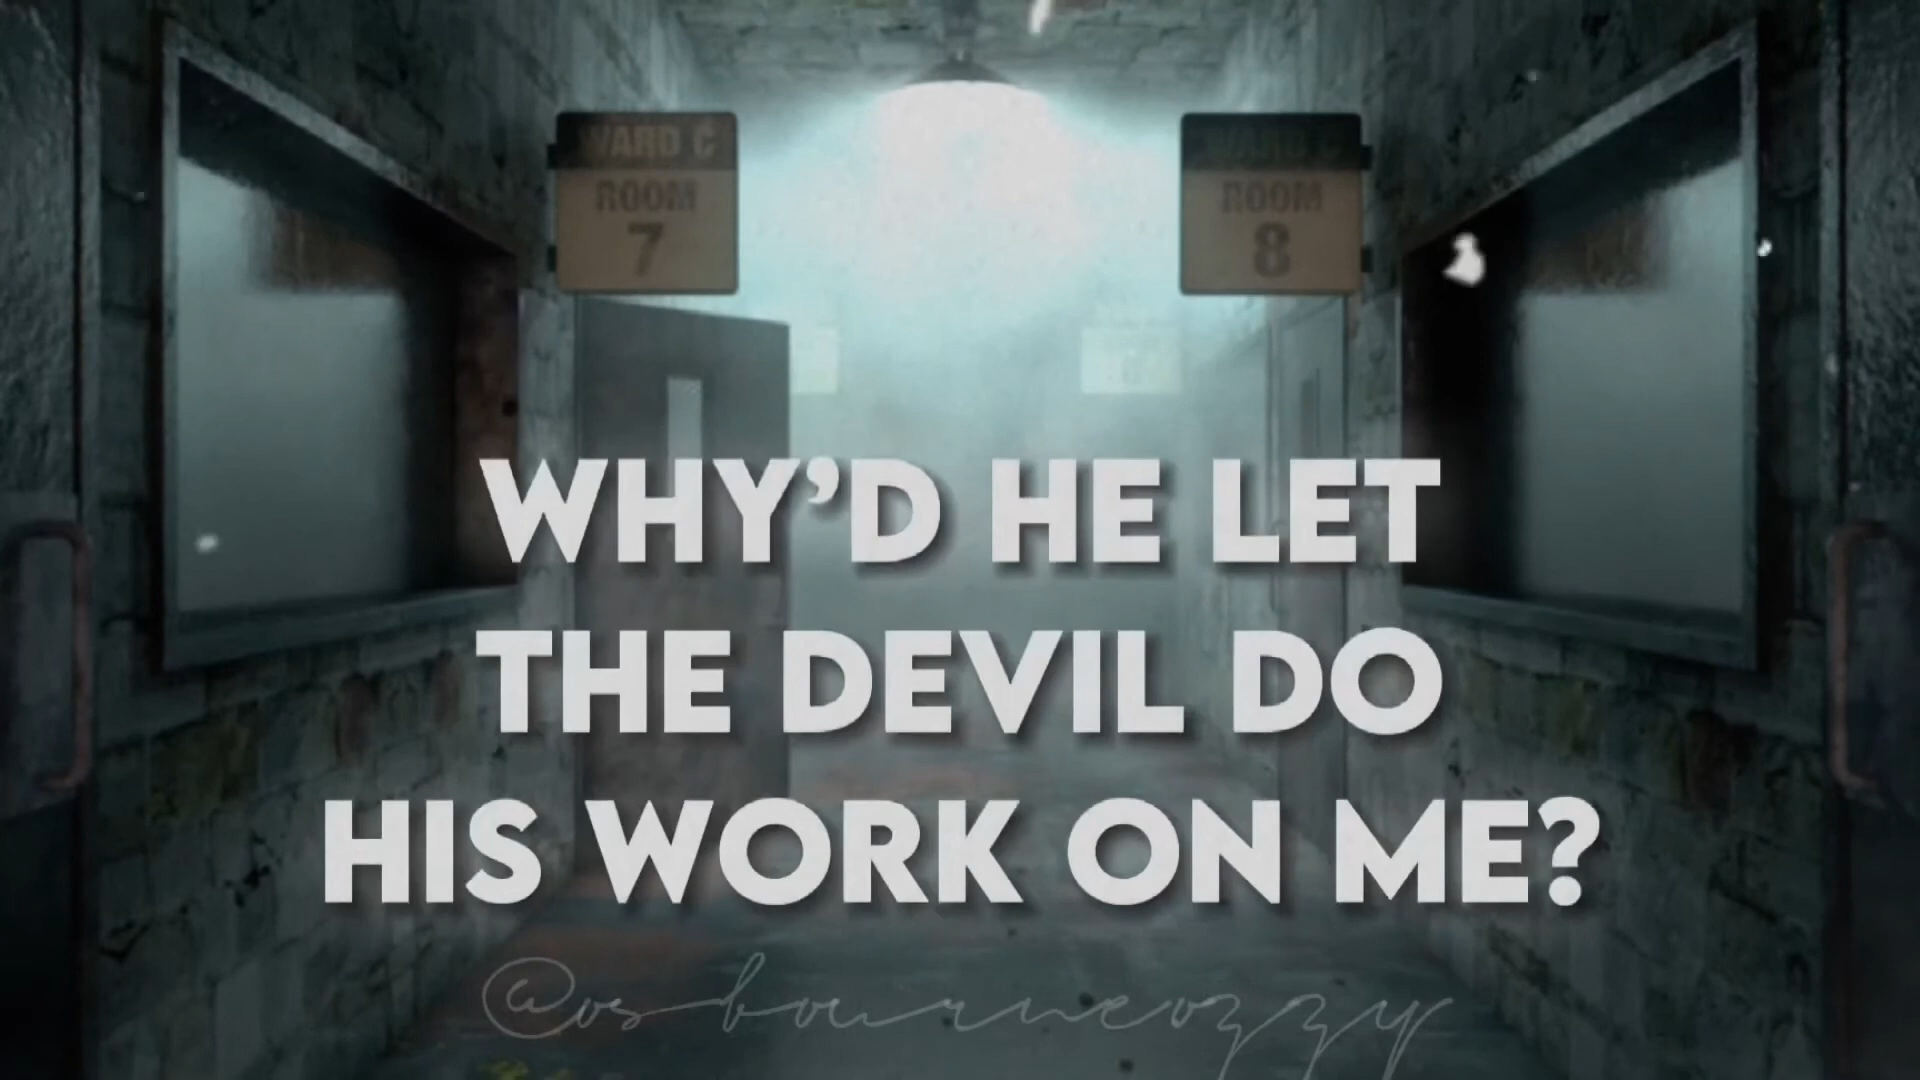 WARD C
ROOM
7
ROOM
8
WHY'D HE LET
THE DEVIL DO
HIS WORK ON ME?
@osbourneozzy